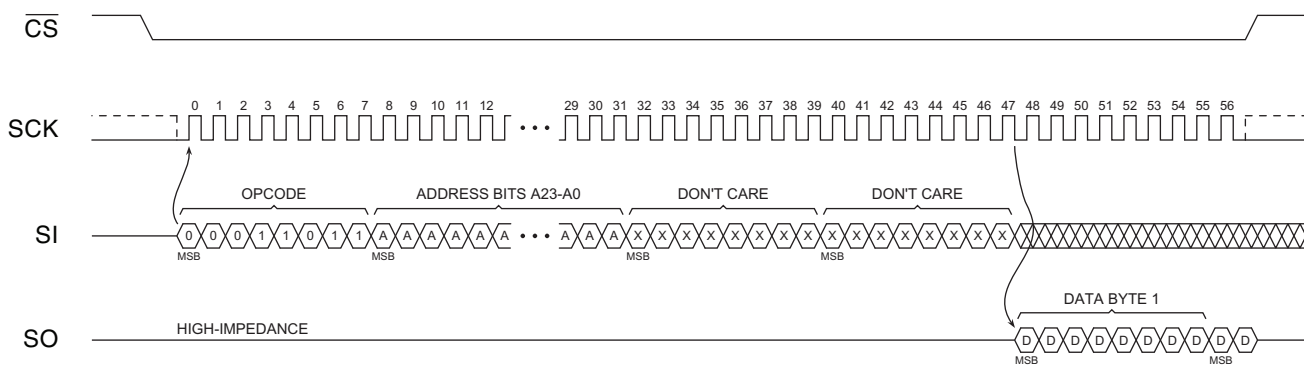 CS
0 1 2 3 4 5 6 7 8 9 10 11 12 29 30 31 32 33 34 35 36 37 38 39 40 41 42 43 44 45 46 47 48 49 50 51 52 53 54 55 56
SCK • • •
OPCODE ADDRESS BITS A23-A0 DON'T CARE DON'T CARE
SI 0 0 0 1 1 0 1 1 A A A A A A • • • A A A X X X X X X X X X X X X X X X X
MSB MSB MSB MSB
DATA BYTE 1
HIGH-IMPEDANCE
SO D D D D D D D D D D
MSB MSB